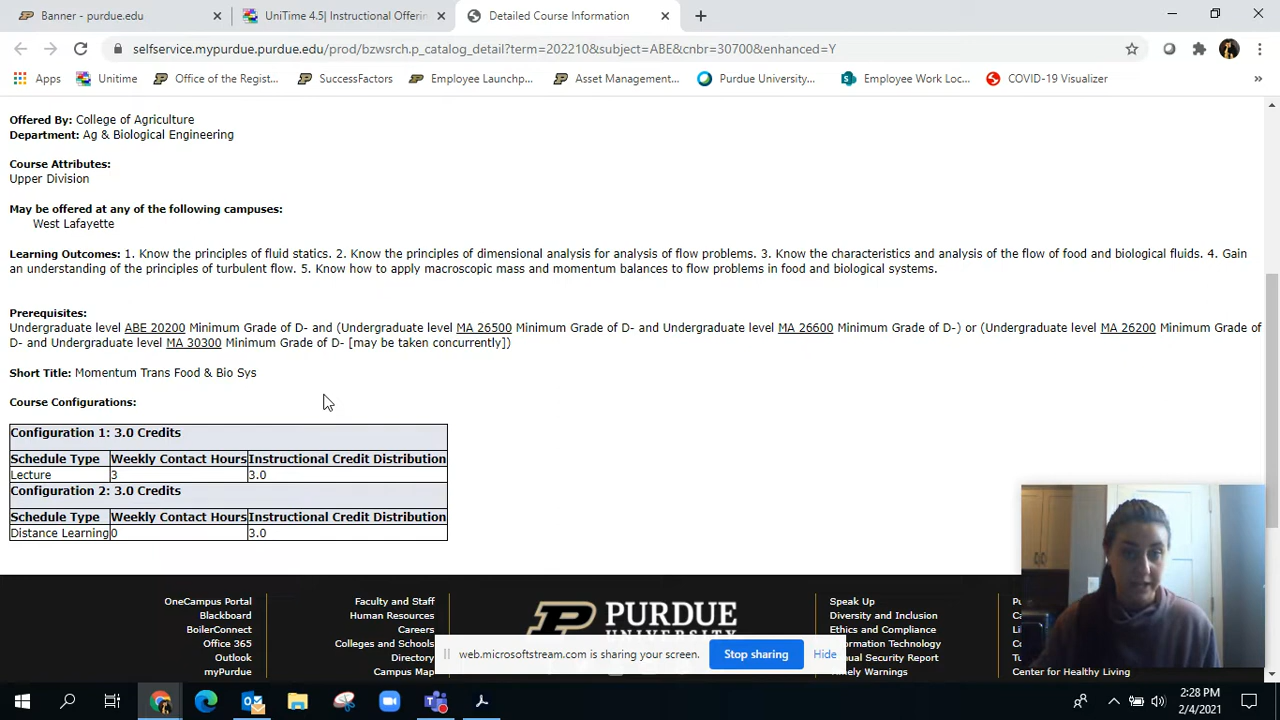 Banner - purdue.edu
UniTime 4.5| Instructional Offerin
Detailed Course Information
selfservice.mypurdue.purdue.edu/prod/bzwsrch.p_catalog_detail?term=202210&subject=ABE&cnbr=30700&enhanced=Y
Apps Unitime Office of the Regist... SuccessFactors Employee Launchp... Asset Management... Purdue University... Employee Work Loc... COVID-19 Visualizer »
Offered By: College of Agriculture
Department: Ag & Biological Engineering
Course Attributes:
Upper Division
May be offered at any of the following campuses:
West Lafayette
Learning Outcomes: 1. Know the principles of fluid statics. 2. Know the principles of dimensional analysis for analysis of flow problems. 3. Know the characteristics and analysis of the flow of food and biological fluids. 4. Gain
an understanding of the principles of turbulent flow. 5. Know how to apply macroscopic mass and momentum balances to flow problems in food and biological systems.
Prerequisites:
Undergraduate level ABE 20200 Minimum Grade of D- and (Undergraduate level MA 26500 Minimum Grade of D- and Undergraduate level MA 26600 Minimum Grade of D-) or (Undergraduate level MA 26200 Minimum Grade of
D- and Undergraduate level MA 30300 Minimum Grade of D- [may be taken concurrently])
Short Title: Momentum Trans Food & Bio Sys
Course Configurations:
Configuration 1: 3.0 Credits
Schedule Type Weekly Contact Hours Instructional Credit Distribution
Lecture 3 3.0
Configuration 2: 3.0 Credits
Schedule Type Weekly Contact Hours Instructional Credit Distribution
Distance Learning 0 3.0
OneCampus Portal
Blackboard
BoilerConnect
Office 365
Outlook
myPurdue
Faculty and Staff
Human Resources
Careers
Colleges and Schools
Directory
Campus Map
PURDUE
UNIVERSITY
Speak Up
Diversity and Inclusion
Ethics and Compliance
Information Technology
Annual Security Report
Timely Warnings
Center for Healthy Living
web.microsoftstream.com is sharing your screen. Stop sharing Hide
2:28 PM
2/4/2021